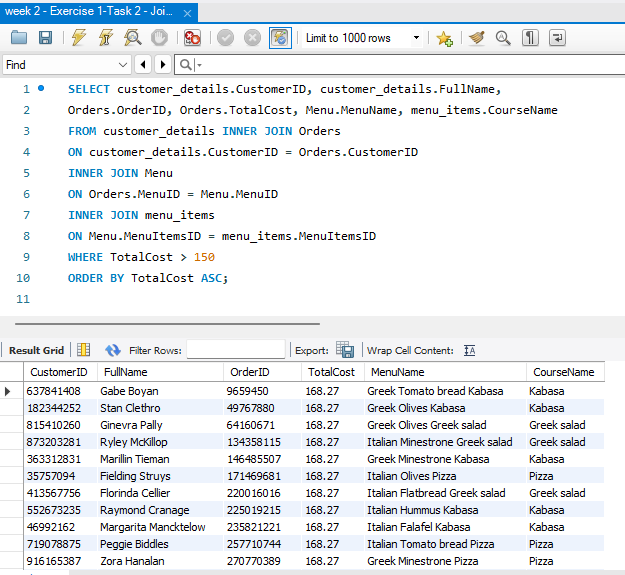 week 2 - Exercise 1-Task 2 - Joi...
Limit to 1000 rows
Find
1 SELECT customer_details.CustomerID, customer_details.FullName,
2 Orders.OrderID, Orders.TotalCost, Menu.MenuName, menu_items.CourseName
3 FROM customer_details INNER JOIN Orders
4 ON customer_details.CustomerID = Orders.CustomerID
5 INNER JOIN Menu
6 ON Orders.MenuID = Menu.MenuID
7 INNER JOIN menu_items
8 ON Menu.MenuItemsID = menu_items.MenuItemsID
9 WHERE TotalCost > 150
10 ORDER BY TotalCost ASC;
11
Result Grid Filter Rows: Export: Wrap Cell Content:
CustomerID FullName OrderID TotalCost MenuName CourseName
637841408 Gabe Boyan 9659450 168.27 Greek Tomato bread Kabasa Kabasa
182344252 Stan Clethro 49767880 168.27 Greek Olives Kabasa Kabasa
815410260 Ginevra Pally 64160671 168.27 Greek Olives Greek salad Greek salad
873203281 Ryley McKillop 134358115 168.27 Italian Minestrone Greek salad Greek salad
363312831 Marillin Tieman 146485507 168.27 Greek Minestrone Kabasa Kabasa
35757094 Fielding Struys 171469681 168.27 Italian Olives Pizza Pizza
413567756 Florinda Cellier 220016016 168.27 Italian Flatbread Greek salad Greek salad
552673235 Raymond Cranage 225019215 168.27 Italian Hummus Kabasa Kabasa
46992162 Margarita Mancktelow 235821221 168.27 Italian Falafel Kabasa Kabasa
719078875 Peggie Biddles 257710744 168.27 Italian Tomato bread Pizza Pizza
916165387 Zora Hanalan 270770389 168.27 Greek Minestrone Pizza Pizza